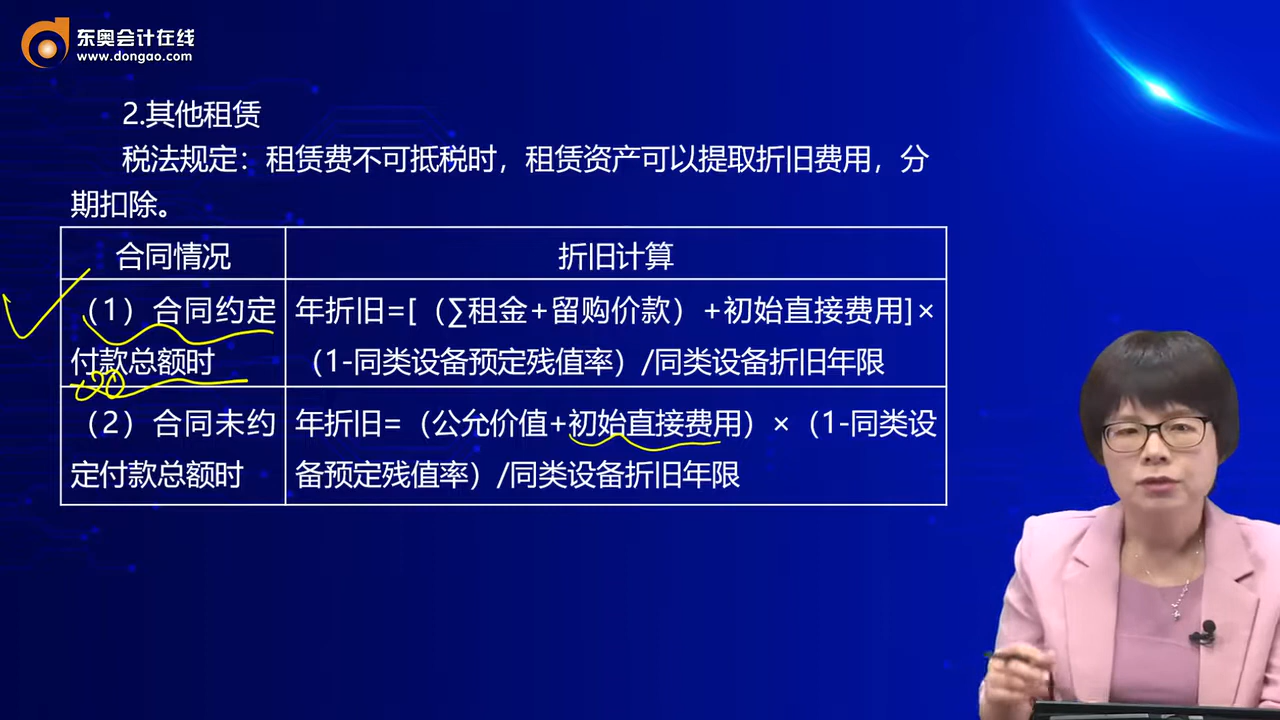 东奥会计在线
www.dongao.com
2.其他租赁
税法规定：租赁费不可抵税时，租赁资产可以提取折旧费用，分
期扣除。
合同情况
折旧计算
（1）合同约定
付款总额时
年折旧=[（∑租金+留购价款）+初始直接费用]×
（1-同类设备预定残值率）/同类设备折旧年限
（2）合同未约
定付款总额时
年折旧=（公允价值+初始直接费用）×（1-同类设
备预定残值率）/同类设备折旧年限